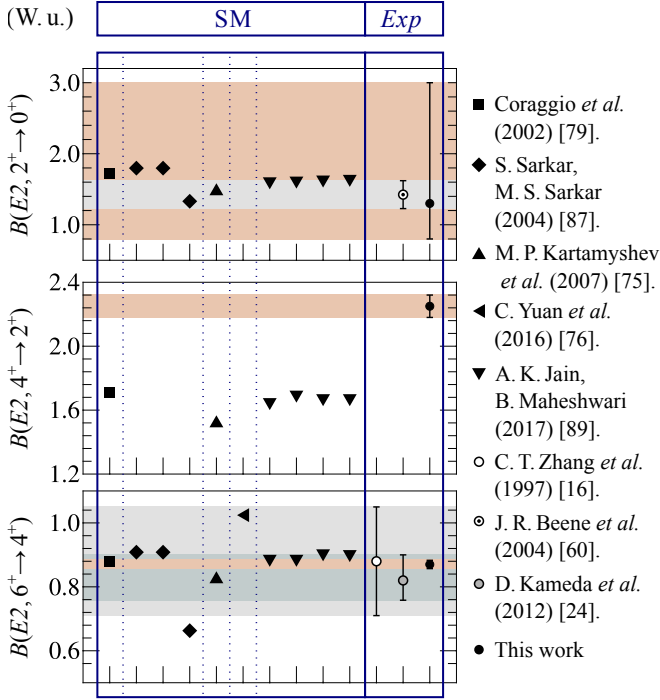 (W. u.)
SM
Exp
B(E2, 2⁺→0⁺)
3.0
2.0
1.0
B(E2, 4⁺→2⁺)
2.4
2.0
1.6
1.2
B(E2, 6⁺→4⁺)
1.0
0.8
0.6
Coraggio et al.
(2002) [79].
S. Sarkar,
M. S. Sarkar
(2004) [87].
M. P. Kartamyshev
et al. (2007) [75].
C. Yuan et al.
(2016) [76].
A. K. Jain,
B. Maheshwari
(2017) [89].
C. T. Zhang et al.
(1997) [16].
J. R. Beene et al.
(2004) [60].
D. Kameda et al.
(2012) [24].
This work